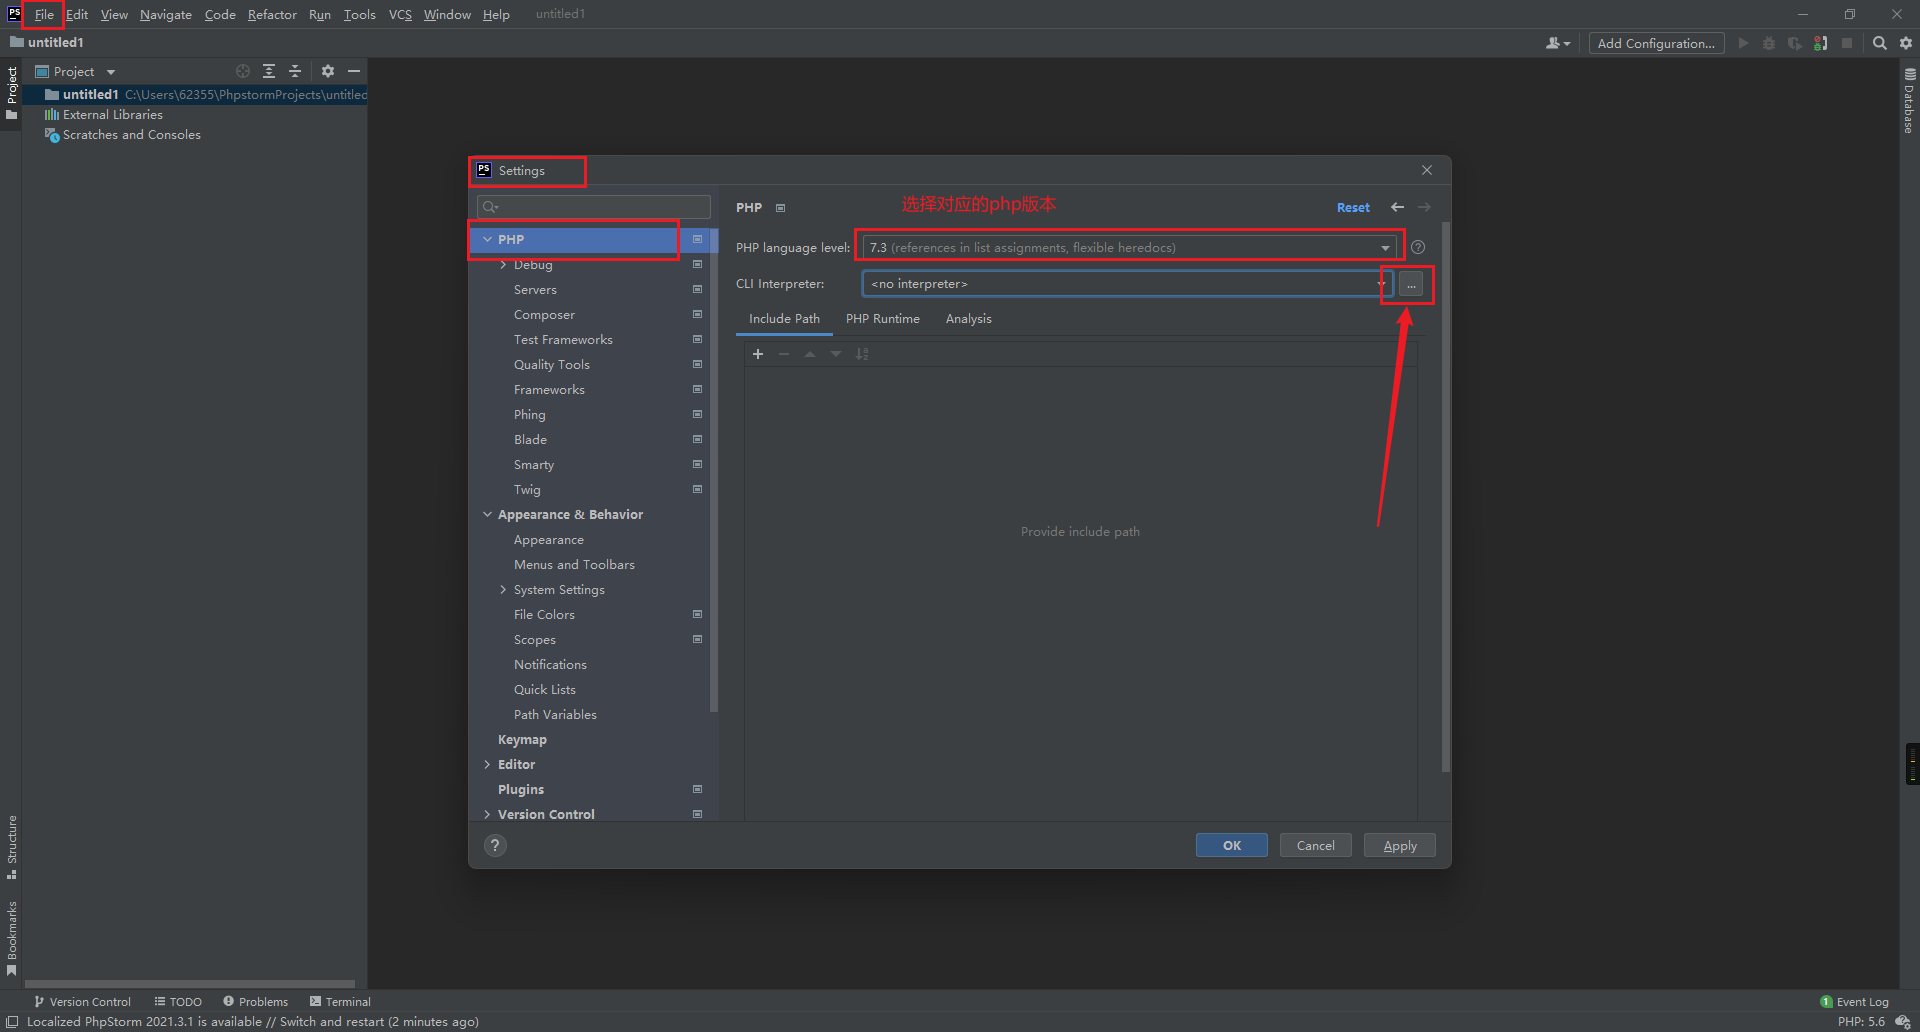 PS File Edit View Navigate Code Refactor Run Tools VCS Window Help untitled1
untitled1
Add Configuration...
Project
Project
untitled1 C:\Users\62355\PhpstormProjects\untitled
External Libraries
Scratches and Consoles
Database
PS Settings
PHP
选择对应的php版本
Reset
PHP
PHP language level: 7.3 (references in list assignments, flexible heredocs)
Debug
CLI Interpreter: <no interpreter> ...
Servers
Composer
Include Path PHP Runtime Analysis
Test Frameworks
Quality Tools
Frameworks
Phing
Blade
Smarty
Twig
Appearance & Behavior
Provide include path
Appearance
Menus and Toolbars
System Settings
File Colors
Scopes
Notifications
Quick Lists
Path Variables
Keymap
Editor
Plugins
Version Control
? OK Cancel Apply
Structure
Bookmarks
Version Control TODO Problems Terminal
1 Event Log
Localized PhpStorm 2021.3.1 is available // Switch and restart (2 minutes ago)
PHP: 5.6